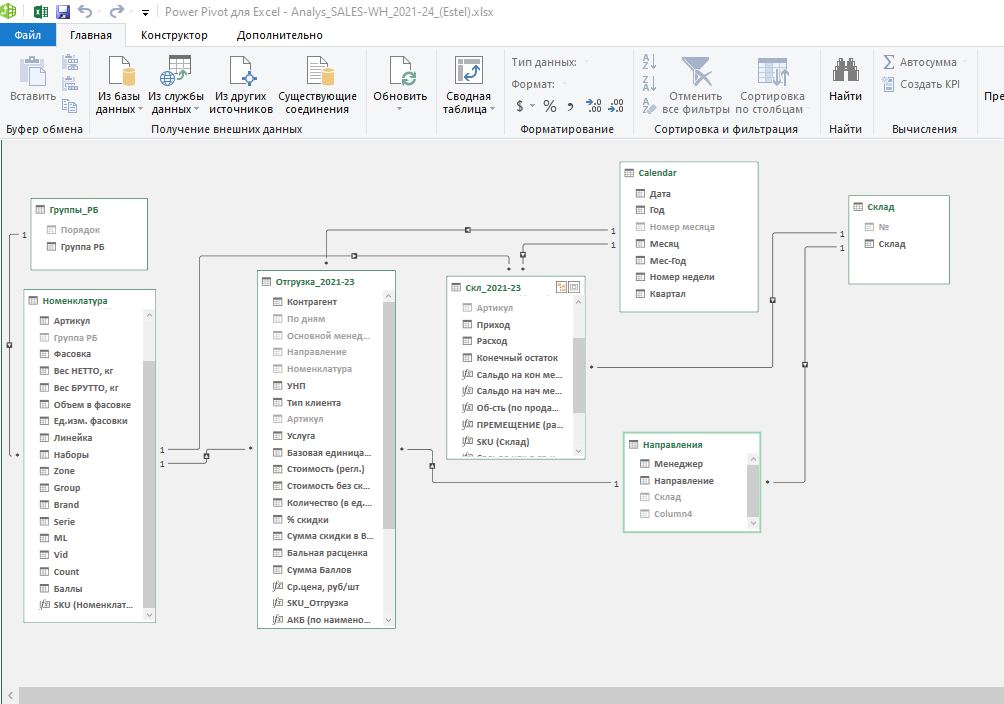 Power Pivot для Excel - Analys_SALES-WH_2021-24_(Estel).xlsx
Файл Главная Конструктор Дополнительно
Вставить
Буфер обмена
Из базы данных
Из службы данных
Из других источников
Существующие соединения
Получение внешних данных
Обновить
Сводная таблица
Тип данных:
Формат:
$ % , ,0 ,00 ,00 ,0
Форматирование
Отменить все фильтры
Сортировка по столбцам
Сортировка и фильтрация
Найти
Найти
Автосумма
Создать KPI
Вычисления
Пре
Группы_РБ
Порядок
Группа РБ
Номенклатура
Артикул
Группа РБ
Фасовка
Вес НЕТТО, кг
Вес БРУТТО, кг
Объем в фасовке
Ед.изм. фасовки
Линейка
Наборы
Zone
Group
Brand
Serie
ML
Vid
Count
Баллы
SKU (Номенклат...
Отгрузка_2021-23
Контрагент
По дням
Основной менед...
Направление
Номенклатура
УНП
Тип клиента
Артикул
Услуга
Базовая единица...
Стоимость (регл.)
Стоимость без ск...
Количество (в ед....
% скидки
Сумма скидки в В...
Бальная расценка
Сумма Баллов
Ср.цена, руб/шт
SKU_Отгрузка
АКБ (по наимено...
Скл_2021-23
Артикул
Приход
Расход
Конечный остаток
Сальдо на кон ме...
Сальдо на нач ме...
Об-сть (по прода...
ПРЕМЕЩЕНИЕ (ра...
SKU (Склад)
Calendar
Дата
Год
Номер месяца
Месяц
Мес-Год
Номер недели
Квартал
Склад
№
Склад
Направления
Менеджер
Направление
Склад
Column4
1
1
1
1
1
1
1
1